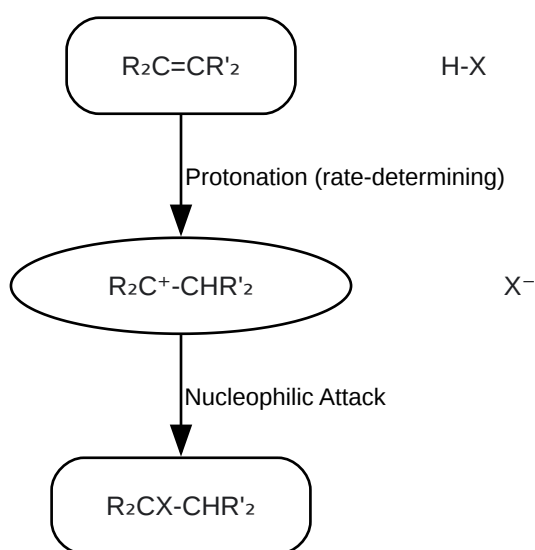 R₂C=CR'₂
H-X
Protonation (rate-determining)
R₂C⁺-CHR'₂
X⁻
Nucleophilic Attack
R₂CX-CHR'₂